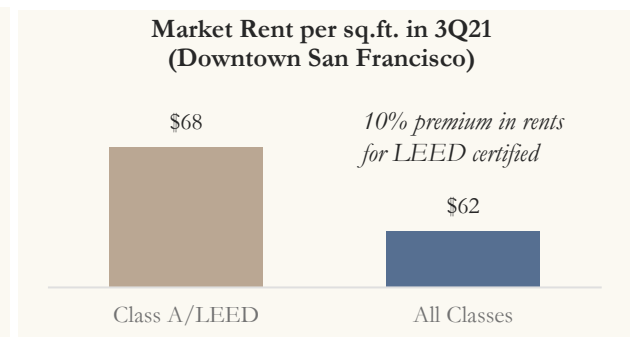 Market Rent per sq.ft. in 3Q21
(Downtown San Francisco)
$68
10% premium in rents
for LEED certified
$62
Class A/LEED
All Classes